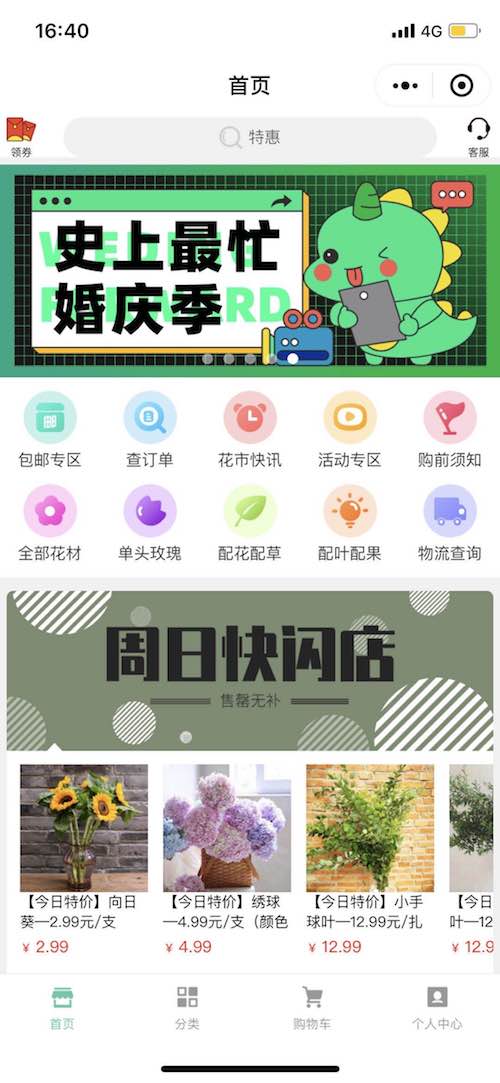 16:40
4G
首页
领券
特惠
客服
史上最忙
婚庆季
包邮专区
查订单
花市快讯
活动专区
购前须知
全部花材
单头玫瑰
配花配草
配叶配果
物流查询
周日快闪店
售罄无补
【今日特价】向日
葵—2.99元/支
¥ 2.99
【今日特价】绣球
—4.99元/支（颜色
¥ 4.99
【今日特价】小手
球叶—12.99元/扎
¥ 12.99
【今日
叶—12
¥ 12.9
首页
分类
购物车
个人中心